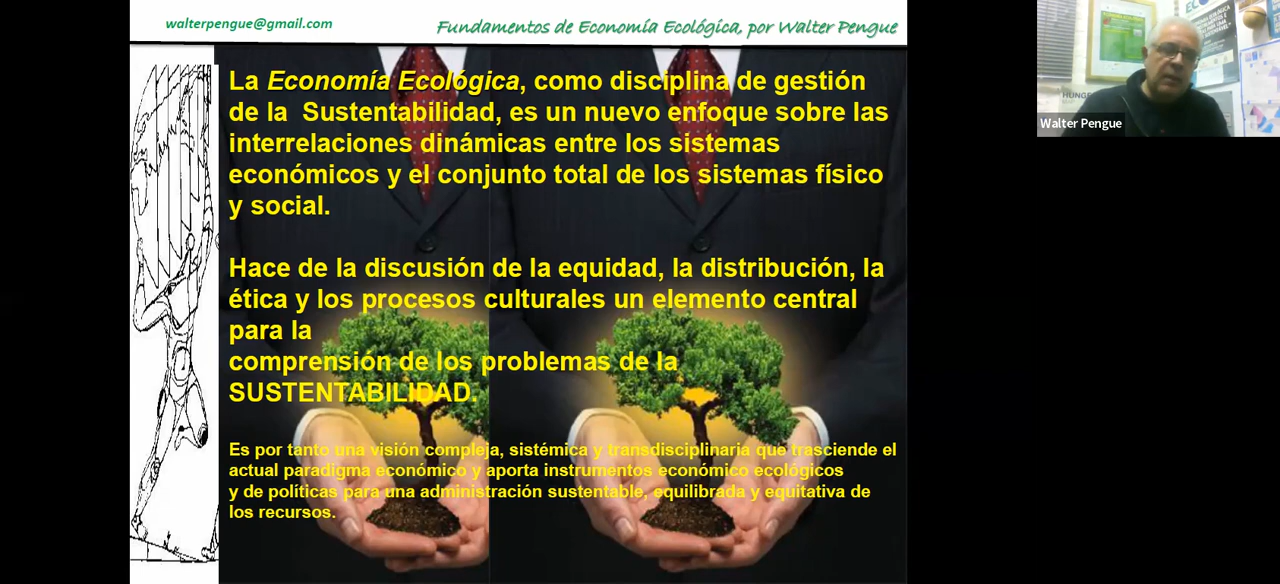 walterpengue@gmail.com
Fundamentos de Economía Ecológica, por Walter Pengue
La Economía Ecológica, como disciplina de gestión
de la Sustentabilidad, es un nuevo enfoque sobre las
interrelaciones dinámicas entre los sistemas
económicos y el conjunto total de los sistemas físico
y social.
Hace de la discusión de la equidad, la distribución, la
ética y los procesos culturales un elemento central
para la
comprensión de los problemas de la
SUSTENTABILIDAD.
Es por tanto una visión compleja, sistémica y transdisciplinaria que trasciende el
actual paradigma económico y aporta instrumentos económico ecológicos
y de políticas para una administración sustentable, equilibrada y equitativa de
los recursos.
HUNGE
Walter Pengue